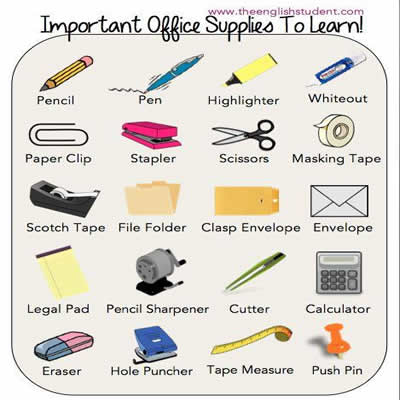 www.theenglishstudent.com
Important Office Supplies To Learn!
Pencil
Pen
Highlighter
Whiteout
Paper Clip
Stapler
Scissors
Masking Tape
Scotch Tape
File Folder
Clasp Envelope
Envelope
Legal Pad
Pencil Sharpener
Cutter
Calculator
Eraser
Hole Puncher
Tape Measure
Push Pin